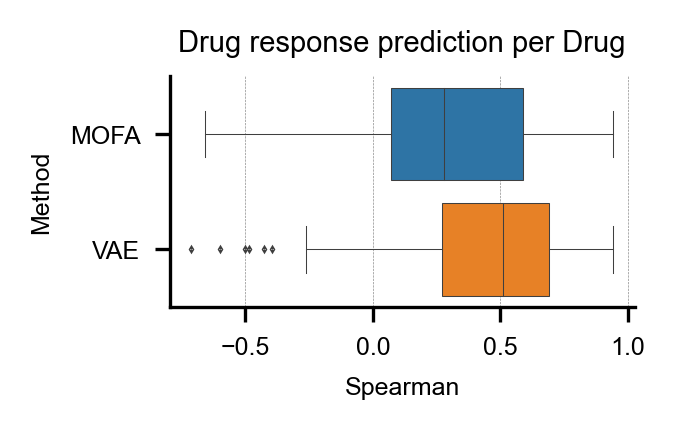 Drug response prediction per Drug
Method
MOFA
VAE
−0.5 0.0 0.5 1.0
Spearman